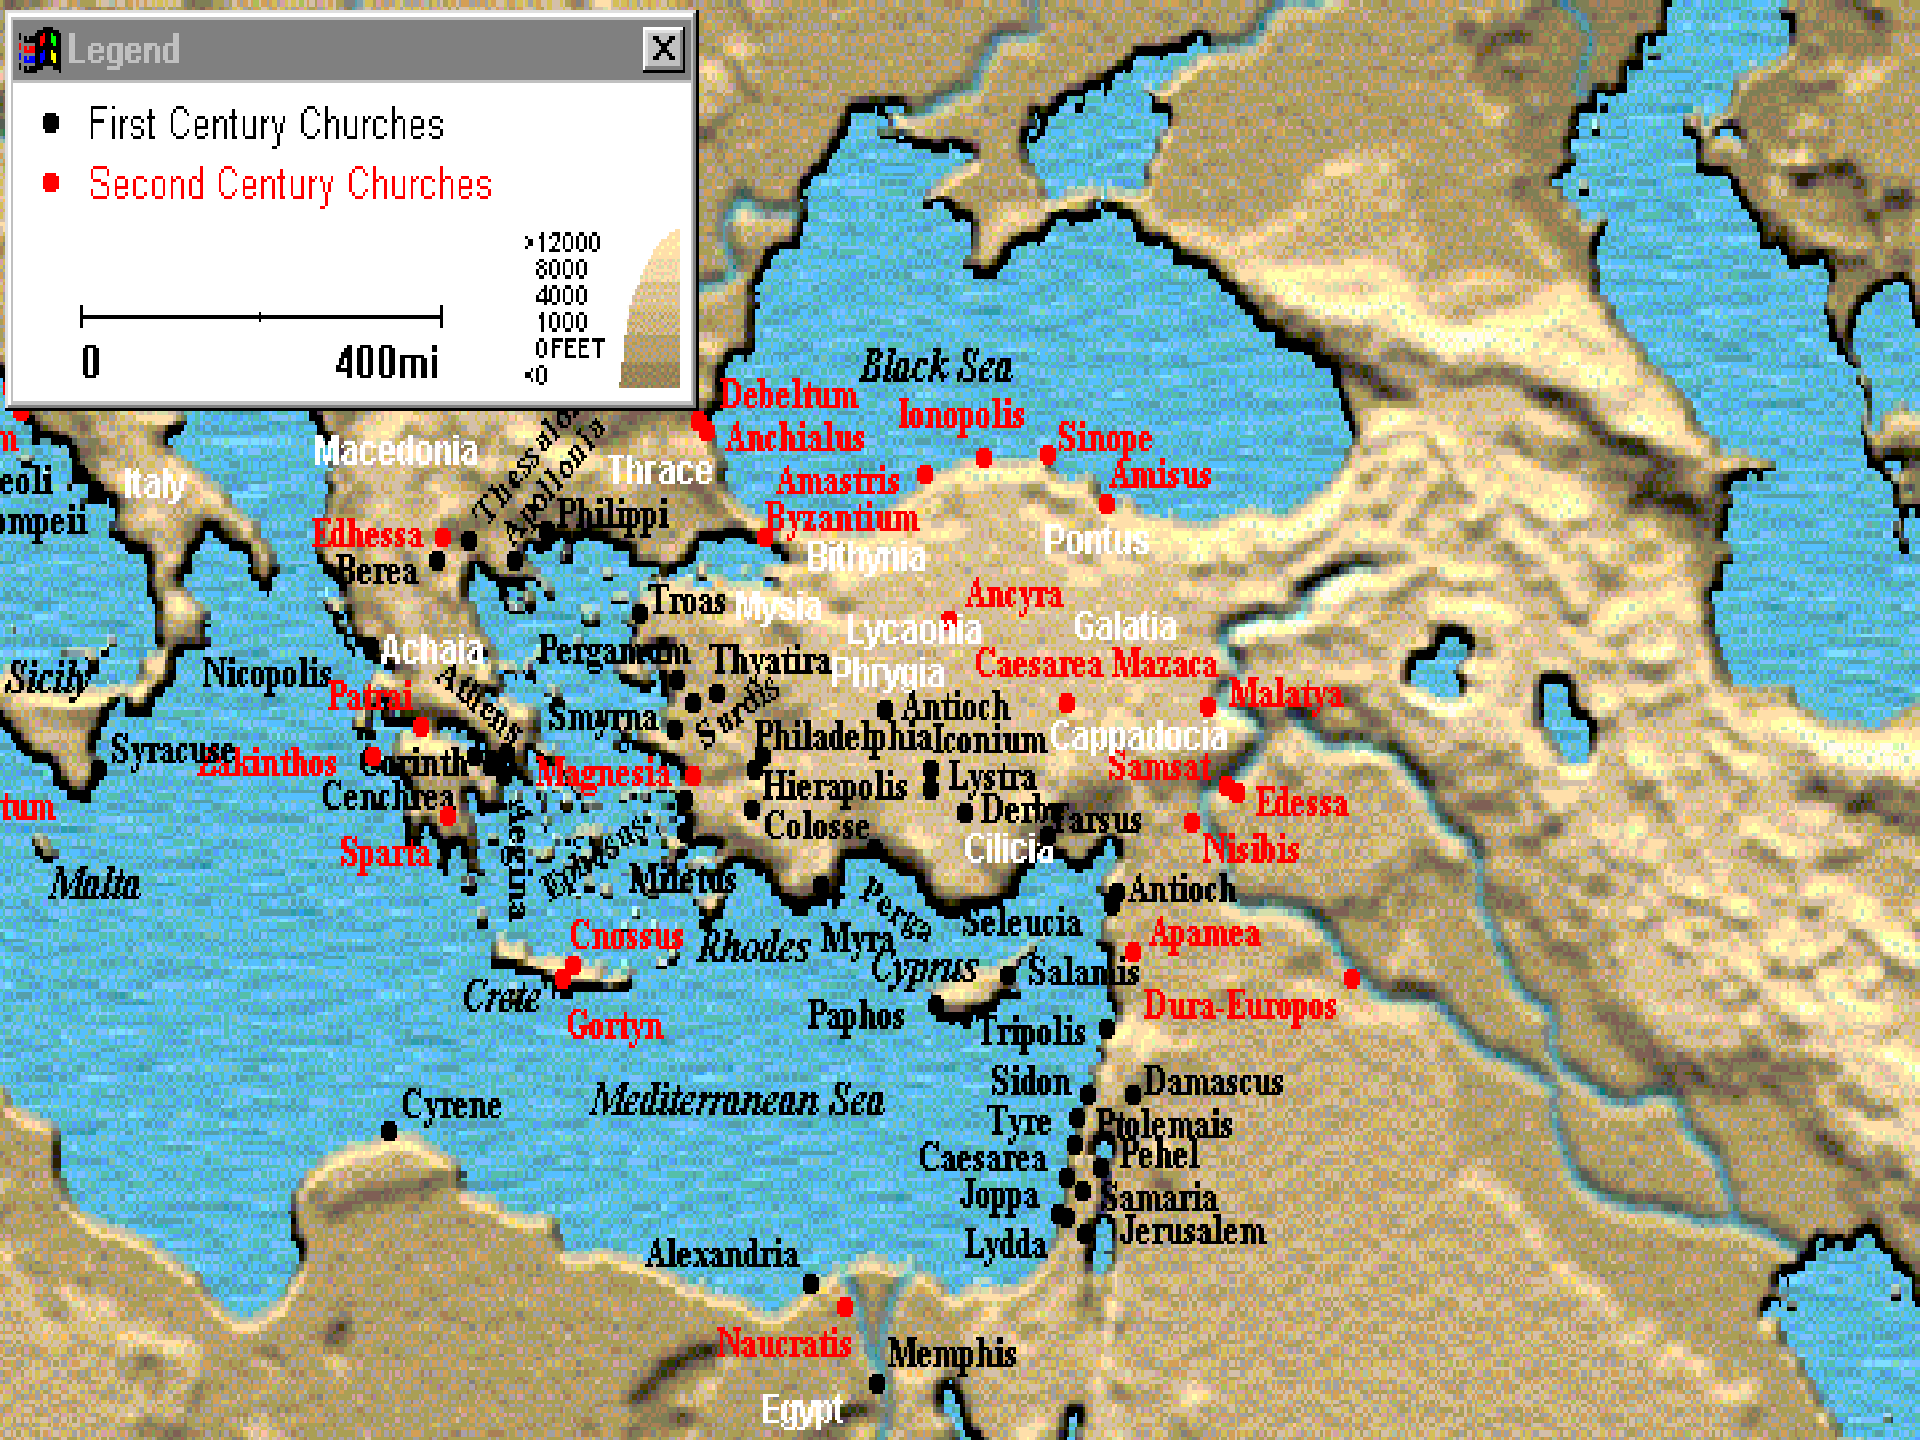 Legend
First Century Churches
Second Century Churches
>12000
8000
4000
1000
0FEET
<0
0 400mi
Black Sea
Debeltum
Anchialus
Ionopolis
Sinope
Amastris
Amisus
Macedonia
Thrace
Italy
Apollonia
Philippi
Byzantium
Edhessa
Berea
Bithynia
Pontus
Troas
Mysia
Ancyra
Lycaonia
Galatia
Achaia
Pergamum
Thyatira
Phrygia
Caesarea Mazaca
Sicily
Nicopolis
Patrai
Athens
Smyrna
Sardis
Antioch
Malatya
Philadelphia
Iconium
Cappadocia
Syracuse
Zakinthos
Corinth
Magnesia
Hierapolis
Lystra
Samsat
Cenchrea
Colosse
Derby
Tarsus
Edessa
Sparta
Aegina
Ephesus
Cilicia
Nisibis
Malta
Miletus
Antioch
Perga
Seleucia
Cnossus
Rhodes
Myra
Apamea
Crete
Cyprus
Salamis
Gortyn
Paphos
Tripolis
Dura-Europos
Sidon
Damascus
Mediterranean Sea
Cyrene
Tyre
Ptolemais
Caesarea
Pehel
Joppa
Samaria
Lydda
Jerusalem
Alexandria
Naucratis
Memphis
Egypt